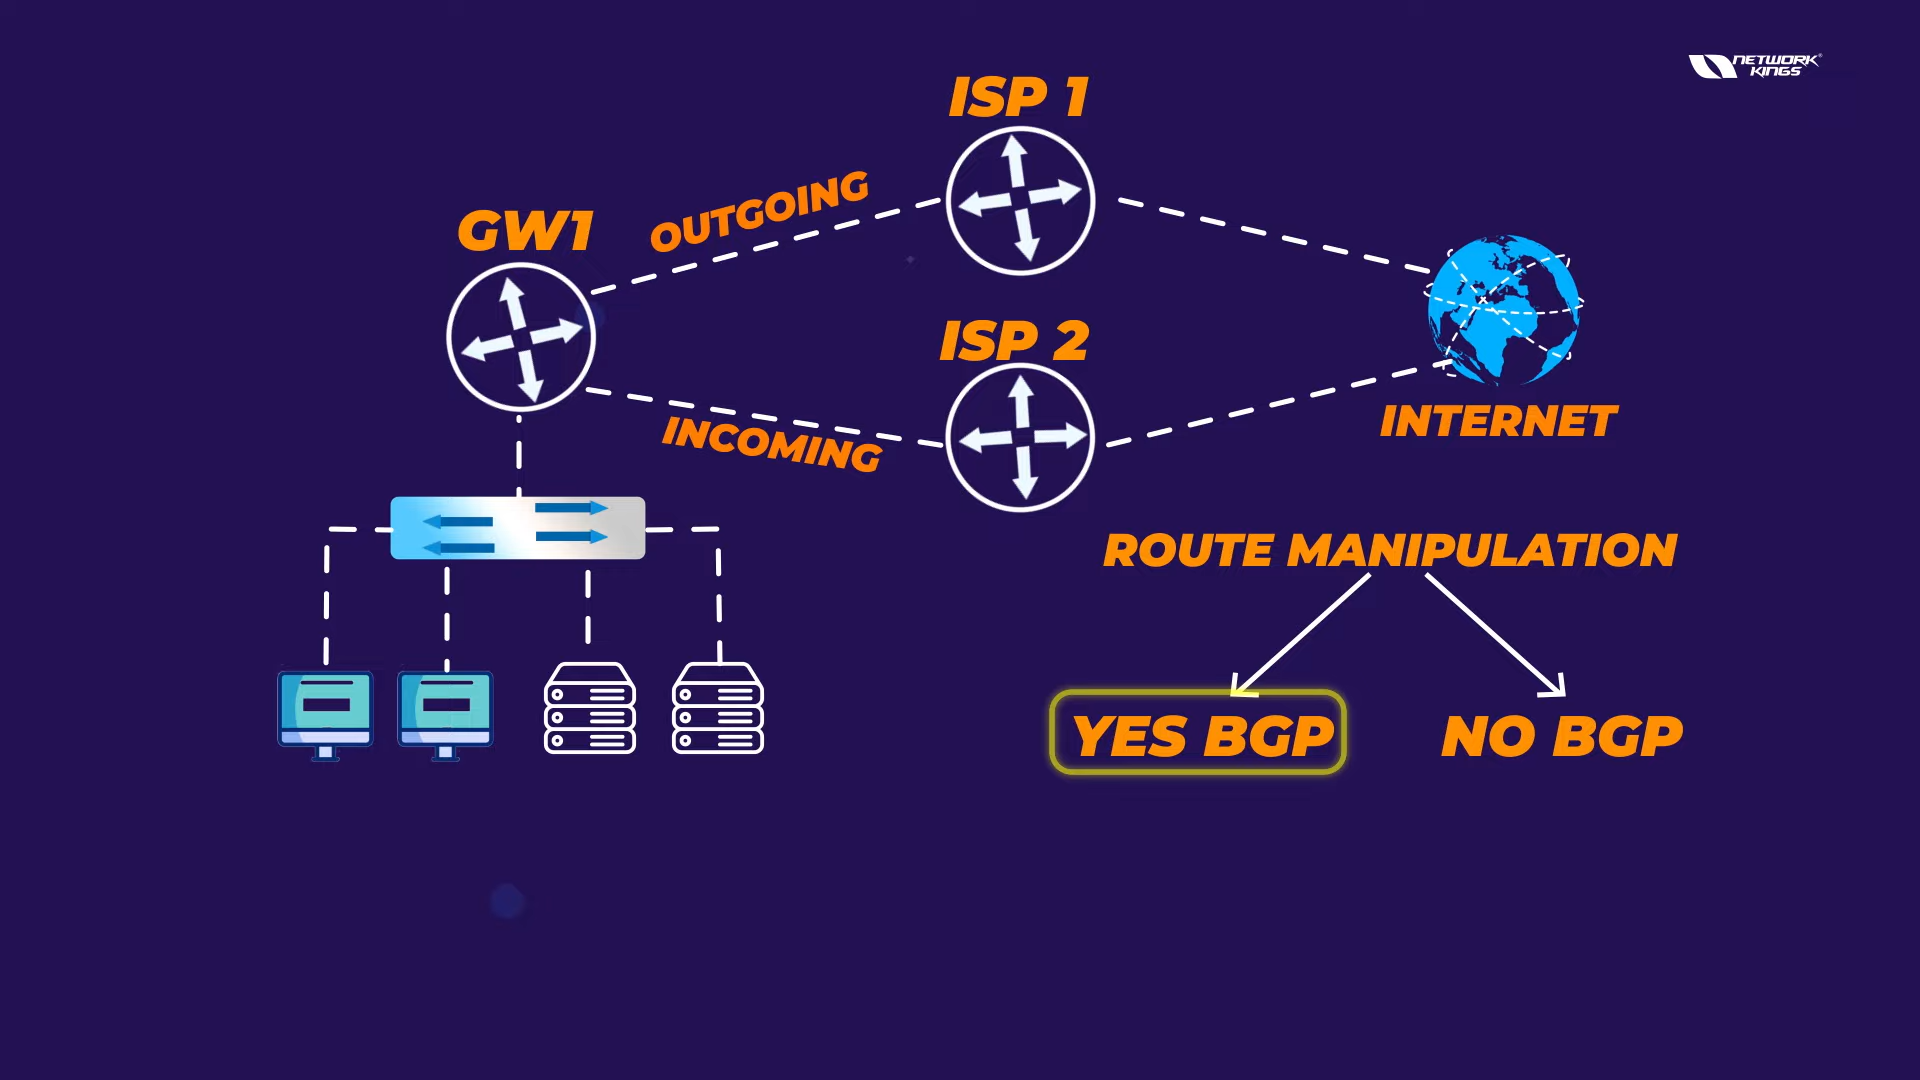 NETWORK
KINGS
ISP 1
OUTGOING
GW1
ISP 2
INCOMING
INTERNET
ROUTE MANIPULATION
YES BGP
NO BGP